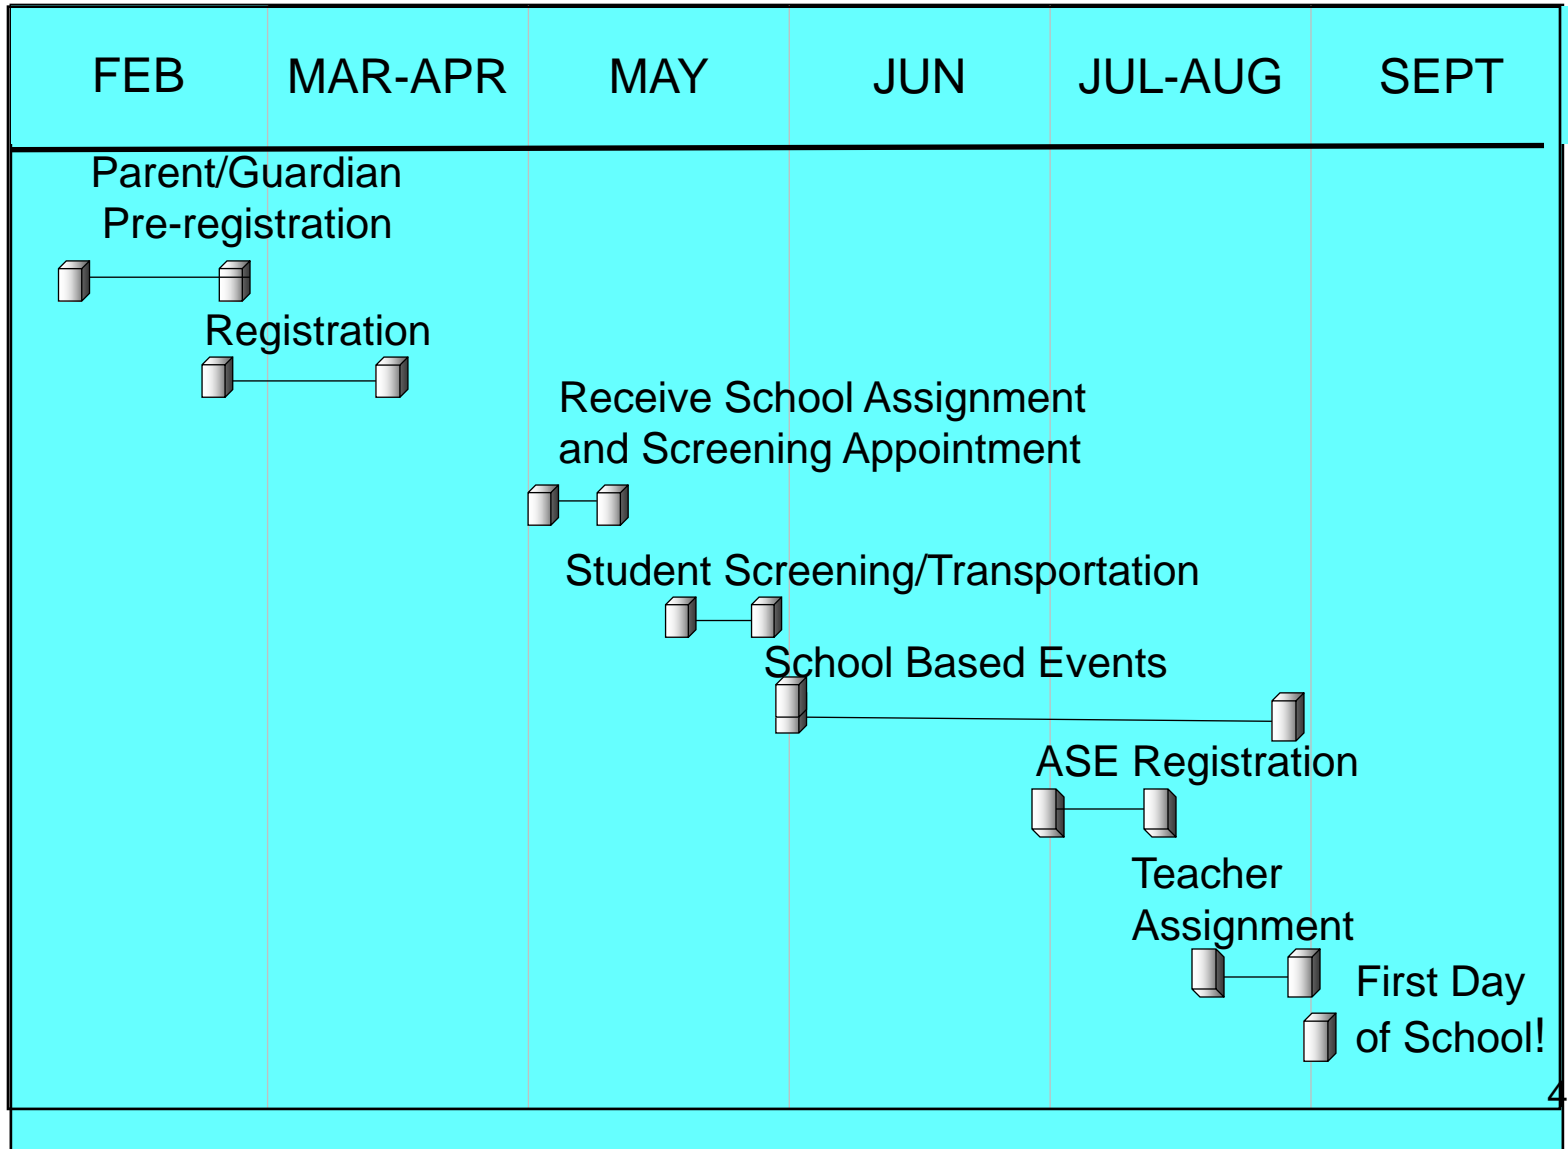 FEB MAR-APR MAY JUN JUL-AUG SEPT
Parent/Guardian
Pre-registration
Registration
Receive School Assignment
and Screening Appointment
Student Screening/Transportation
School Based Events
ASE Registration
Teacher
Assignment
First Day
of School!
4